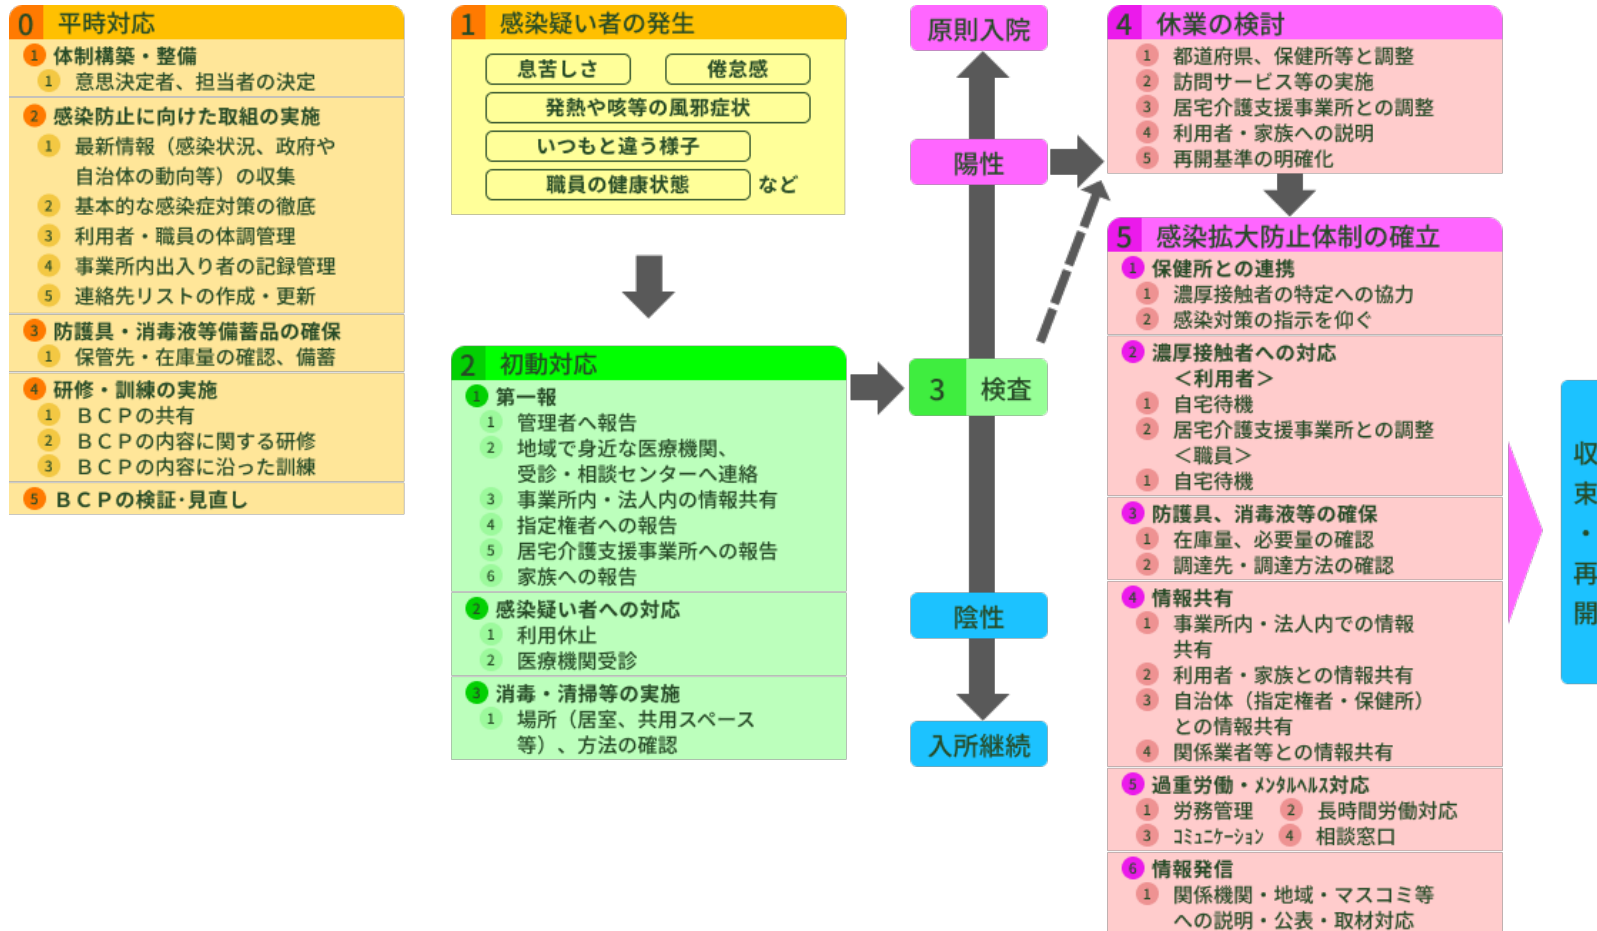 0 平時対応
1 体制構築・整備
1 意思決定者、担当者の決定
2 感染防止に向けた取組の実施
1 最新情報（感染状況、政府や
自治体の動向等）の収集
2 基本的な感染症対策の徹底
3 利用者・職員の体調管理
4 事業所内出入り者の記録管理
5 連絡先リストの作成・更新
3 防護具・消毒液等備蓄品の確保
1 保管先・在庫量の確認、備蓄
4 研修・訓練の実施
1 ＢＣＰの共有
2 ＢＣＰの内容に関する研修
3 ＢＣＰの内容に沿った訓練
5 ＢＣＰの検証･見直し
1 感染疑い者の発生
息苦しさ 倦怠感
発熱や咳等の風邪症状
いつもと違う様子
職員の健康状態 など
2 初動対応
1 第一報
1 管理者へ報告
2 地域で身近な医療機関、
受診・相談センターへ連絡
3 事業所内・法人内の情報共有
4 指定権者への報告
5 居宅介護支援事業所への報告
6 家族への報告
2 感染疑い者への対応
1 利用休止
2 医療機関受診
3 消毒・清掃等の実施
1 場所（居室、共用スペース
等）、方法の確認
原則入院
陽性
3 検査
陰性
入所継続
4 休業の検討
1 都道府県、保健所等と調整
2 訪問サービス等の実施
3 居宅介護支援事業所との調整
4 利用者・家族への説明
5 再開基準の明確化
5 感染拡大防止体制の確立
1 保健所との連携
1 濃厚接触者の特定への協力
2 感染対策の指示を仰ぐ
2 濃厚接触者への対応
＜利用者＞
1 自宅待機
2 居宅介護支援事業所との調整
＜職員＞
1 自宅待機
3 防護具、消毒液等の確保
1 在庫量、必要量の確認
2 調達先・調達方法の確認
4 情報共有
1 事業所内・法人内での情報
共有
2 利用者・家族との情報共有
3 自治体（指定権者・保健所）
との情報共有
4 関係業者等との情報共有
5 過重労働・ﾒﾝﾀﾙﾍﾙｽ対応
1 労務管理 2 長時間労働対応
3 ｺﾐｭﾆｹｰｼｮﾝ 4 相談窓口
6 情報発信
1 関係機関・地域・マスコミ等
への説明・公表・取材対応
収束・再開